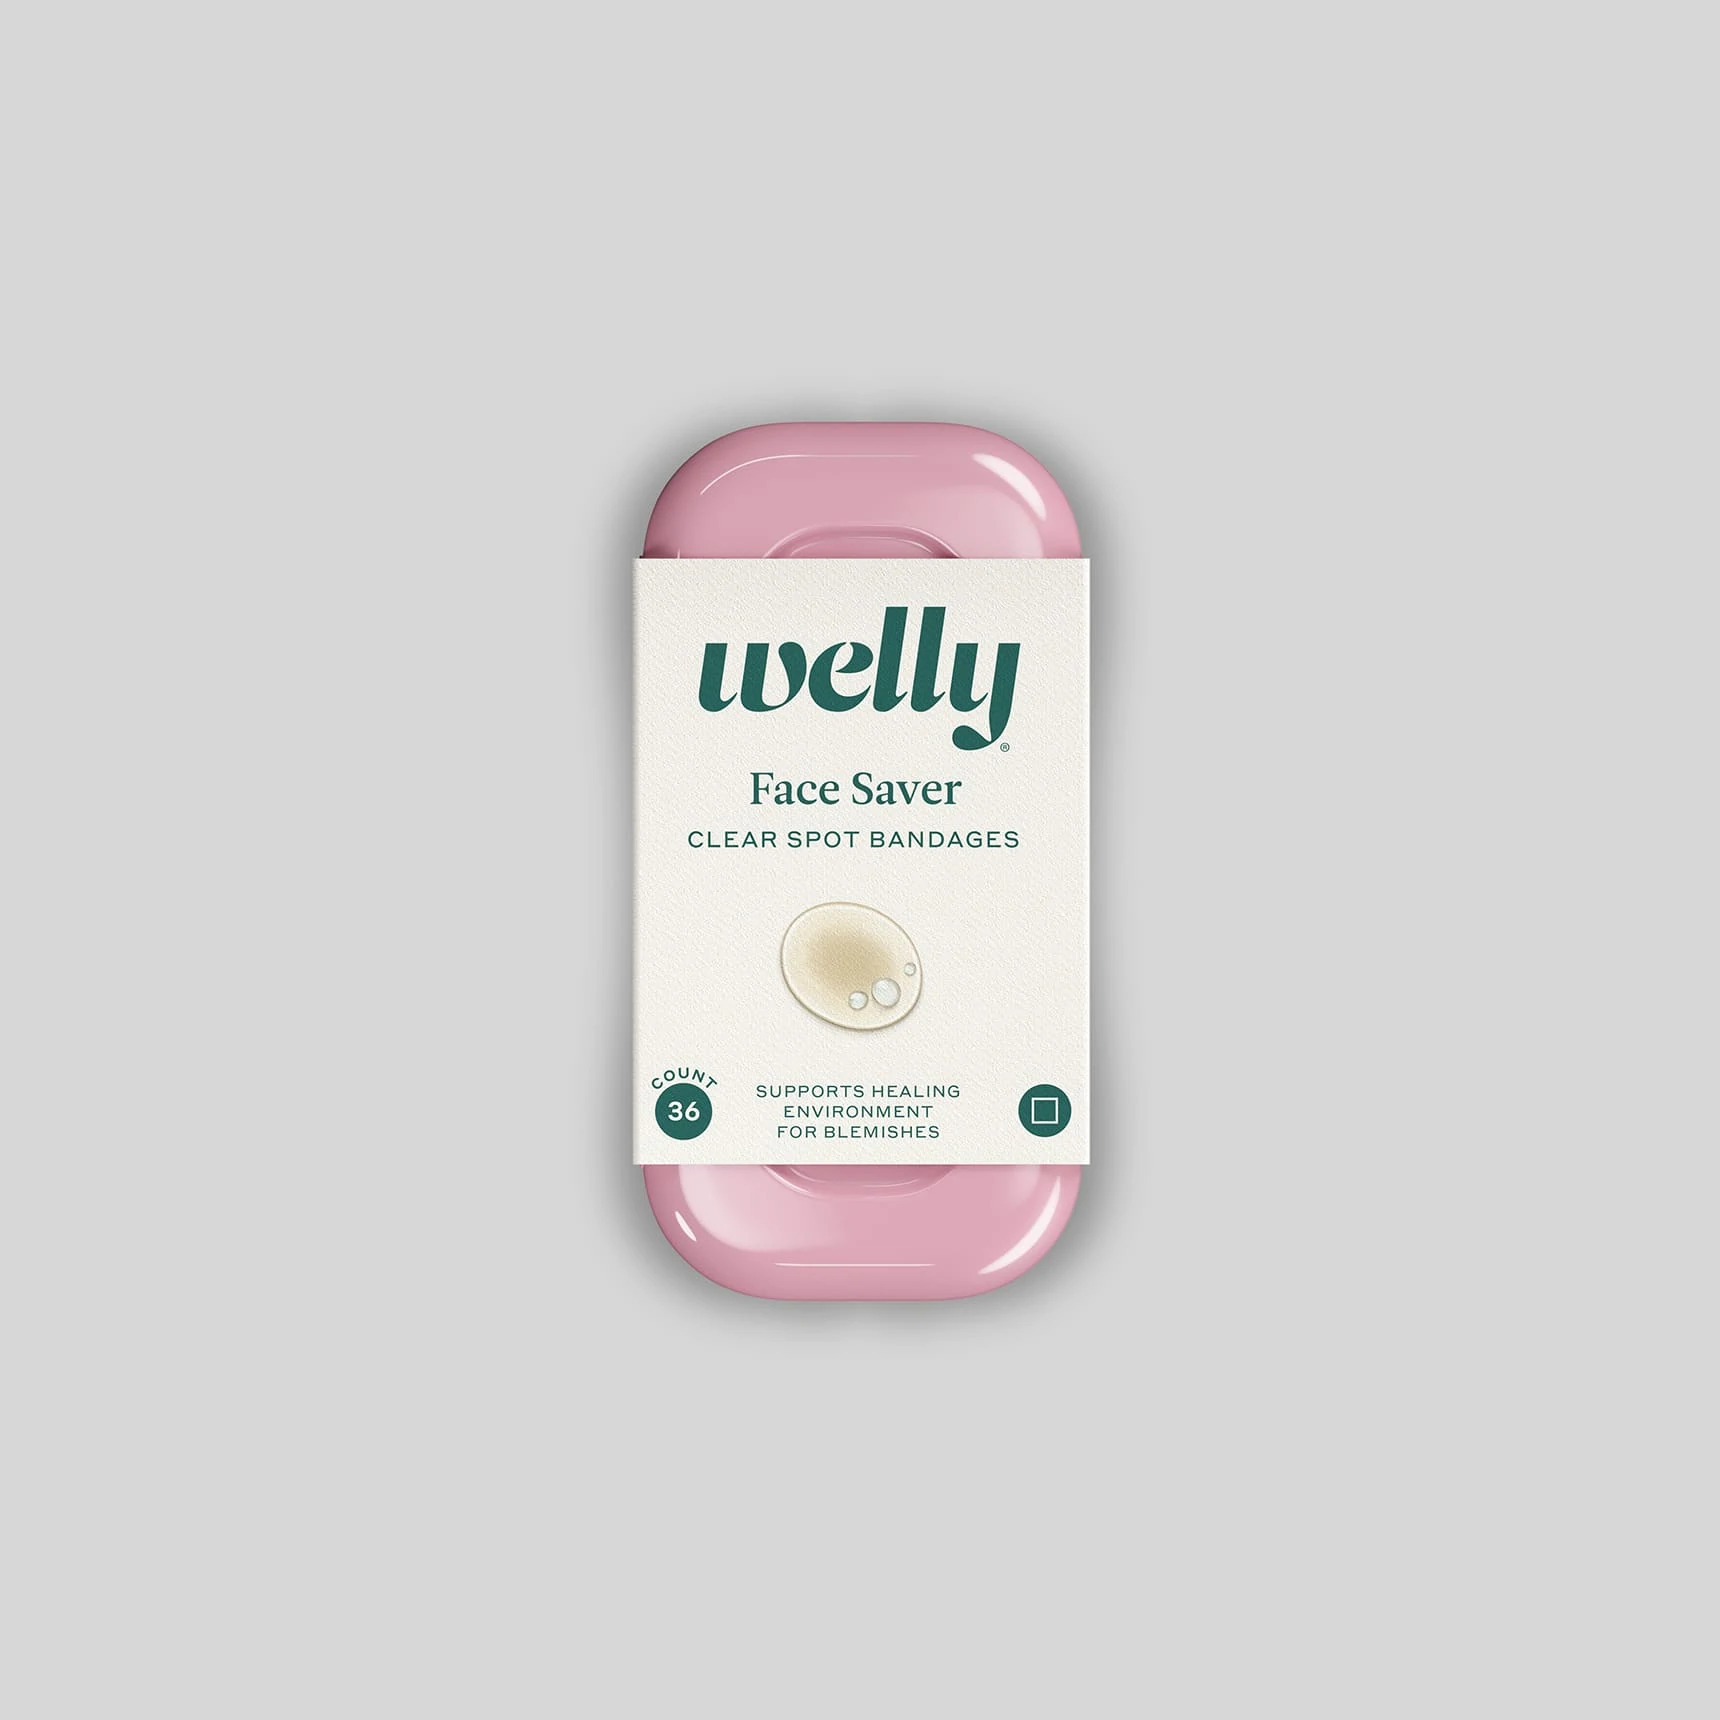 welly®
Face Saver
CLEAR SPOT BANDAGES
COUNT
36
SUPPORTS HEALING
ENVIRONMENT
FOR BLEMISHES